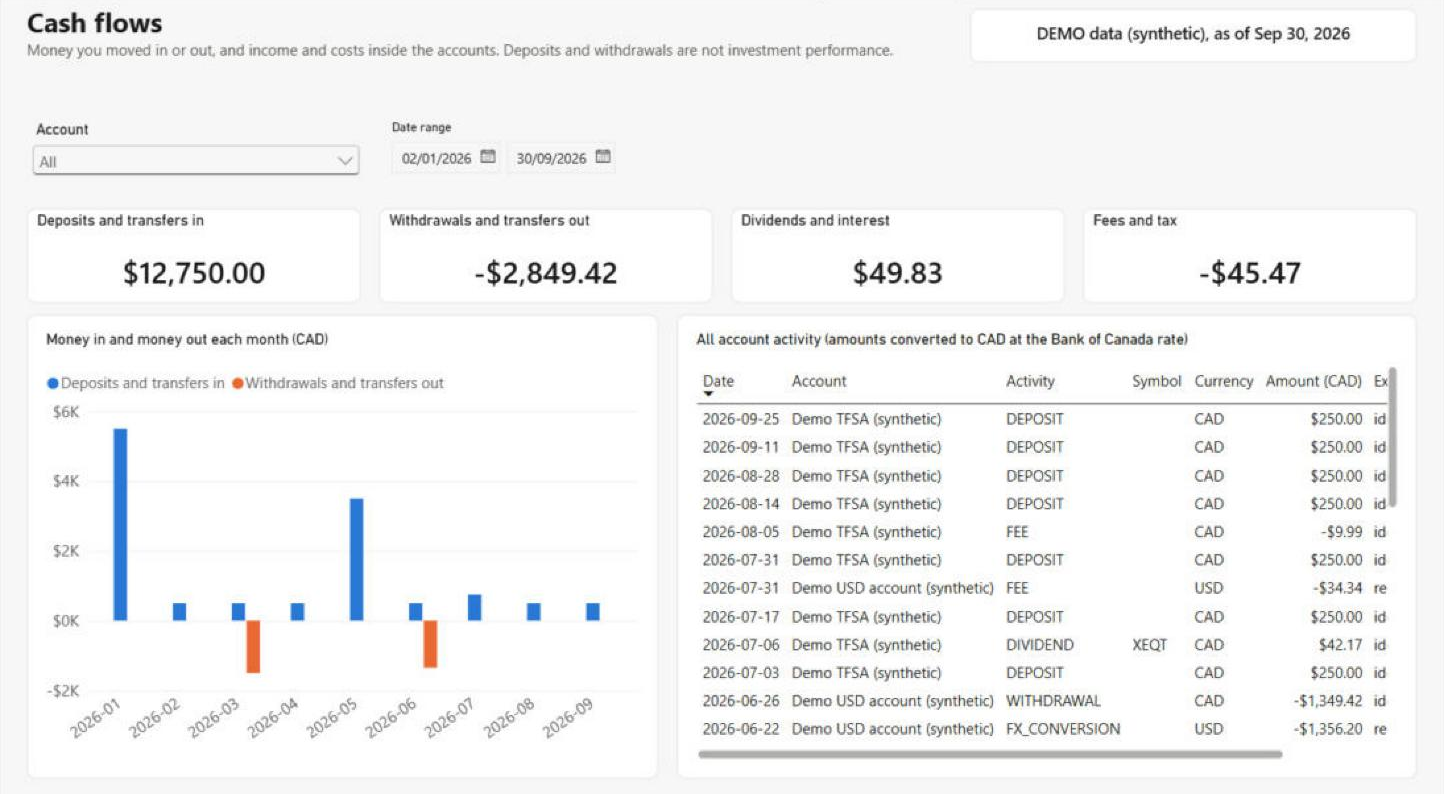 Cash flows
Money you moved in or out, and income and costs inside the accounts. Deposits and withdrawals are not investment performance.
DEMO data (synthetic), as of Sep 30, 2026
Account
All
Date range
02/01/2026 30/09/2026
Deposits and transfers in
$12,750.00
Withdrawals and transfers out
-$2,849.42
Dividends and interest
$49.83
Fees and tax
-$45.47
Money in and money out each month (CAD)
Deposits and transfers in Withdrawals and transfers out
$6K
$4K
$2K
$0K
-$2K
2026-01 2026-02 2026-03 2026-04 2026-05 2026-06 2026-07 2026-08 2026-09
All account activity (amounts converted to CAD at the Bank of Canada rate)
Date Account Activity Symbol Currency Amount (CAD) Ex
2026-09-25 Demo TFSA (synthetic) DEPOSIT CAD $250.00 id
2026-09-11 Demo TFSA (synthetic) DEPOSIT CAD $250.00 id
2026-08-28 Demo TFSA (synthetic) DEPOSIT CAD $250.00 id
2026-08-14 Demo TFSA (synthetic) DEPOSIT CAD $250.00 id
2026-08-05 Demo TFSA (synthetic) FEE CAD -$9.99 id
2026-07-31 Demo TFSA (synthetic) DEPOSIT CAD $250.00 id
2026-07-31 Demo USD account (synthetic) FEE USD -$34.34 re
2026-07-17 Demo TFSA (synthetic) DEPOSIT CAD $250.00 id
2026-07-06 Demo TFSA (synthetic) DIVIDEND XEQT CAD $42.17 id
2026-07-03 Demo TFSA (synthetic) DEPOSIT CAD $250.00 id
2026-06-26 Demo USD account (synthetic) WITHDRAWAL CAD -$1,349.42 id
2026-06-22 Demo USD account (synthetic) FX_CONVERSION USD -$1,356.20 re